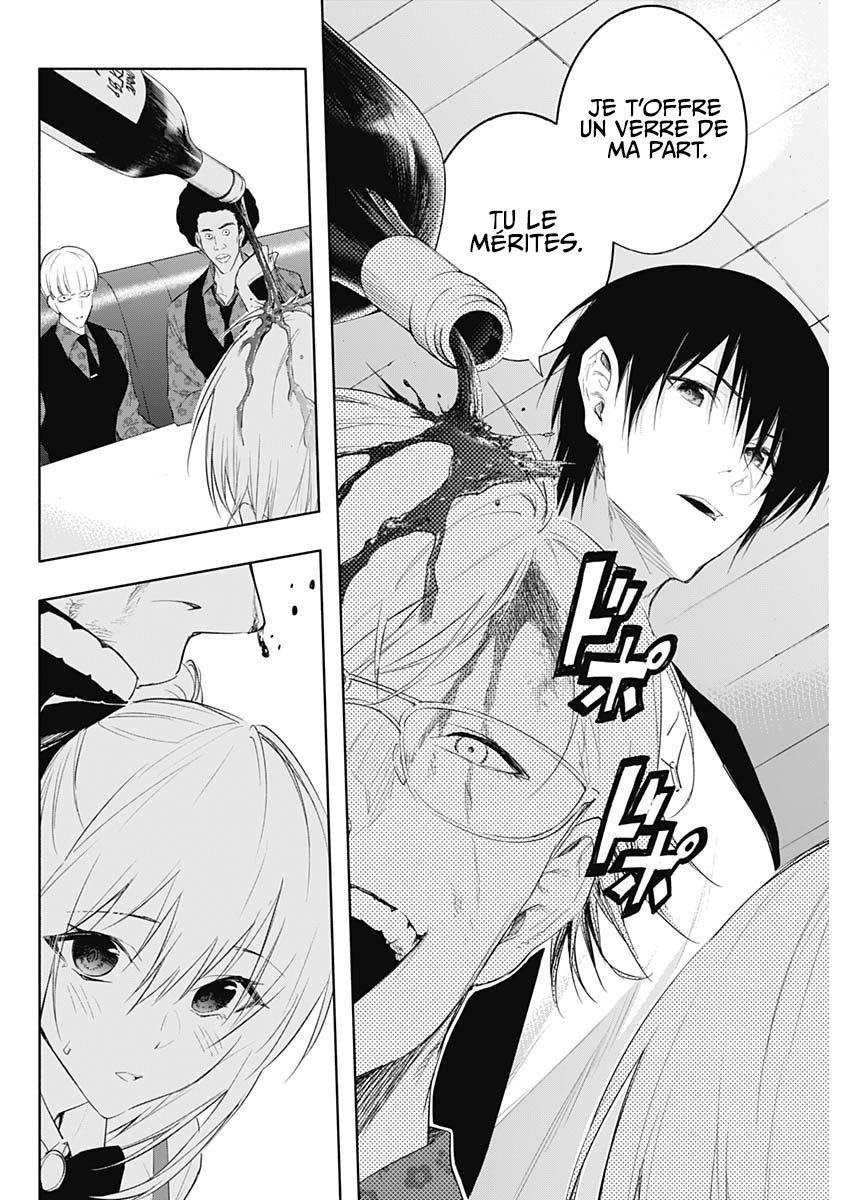 JE T'OFFRE
UN VERRE DE
MA PART.
TU LE
MÉRITES.
ドポ
ドポ